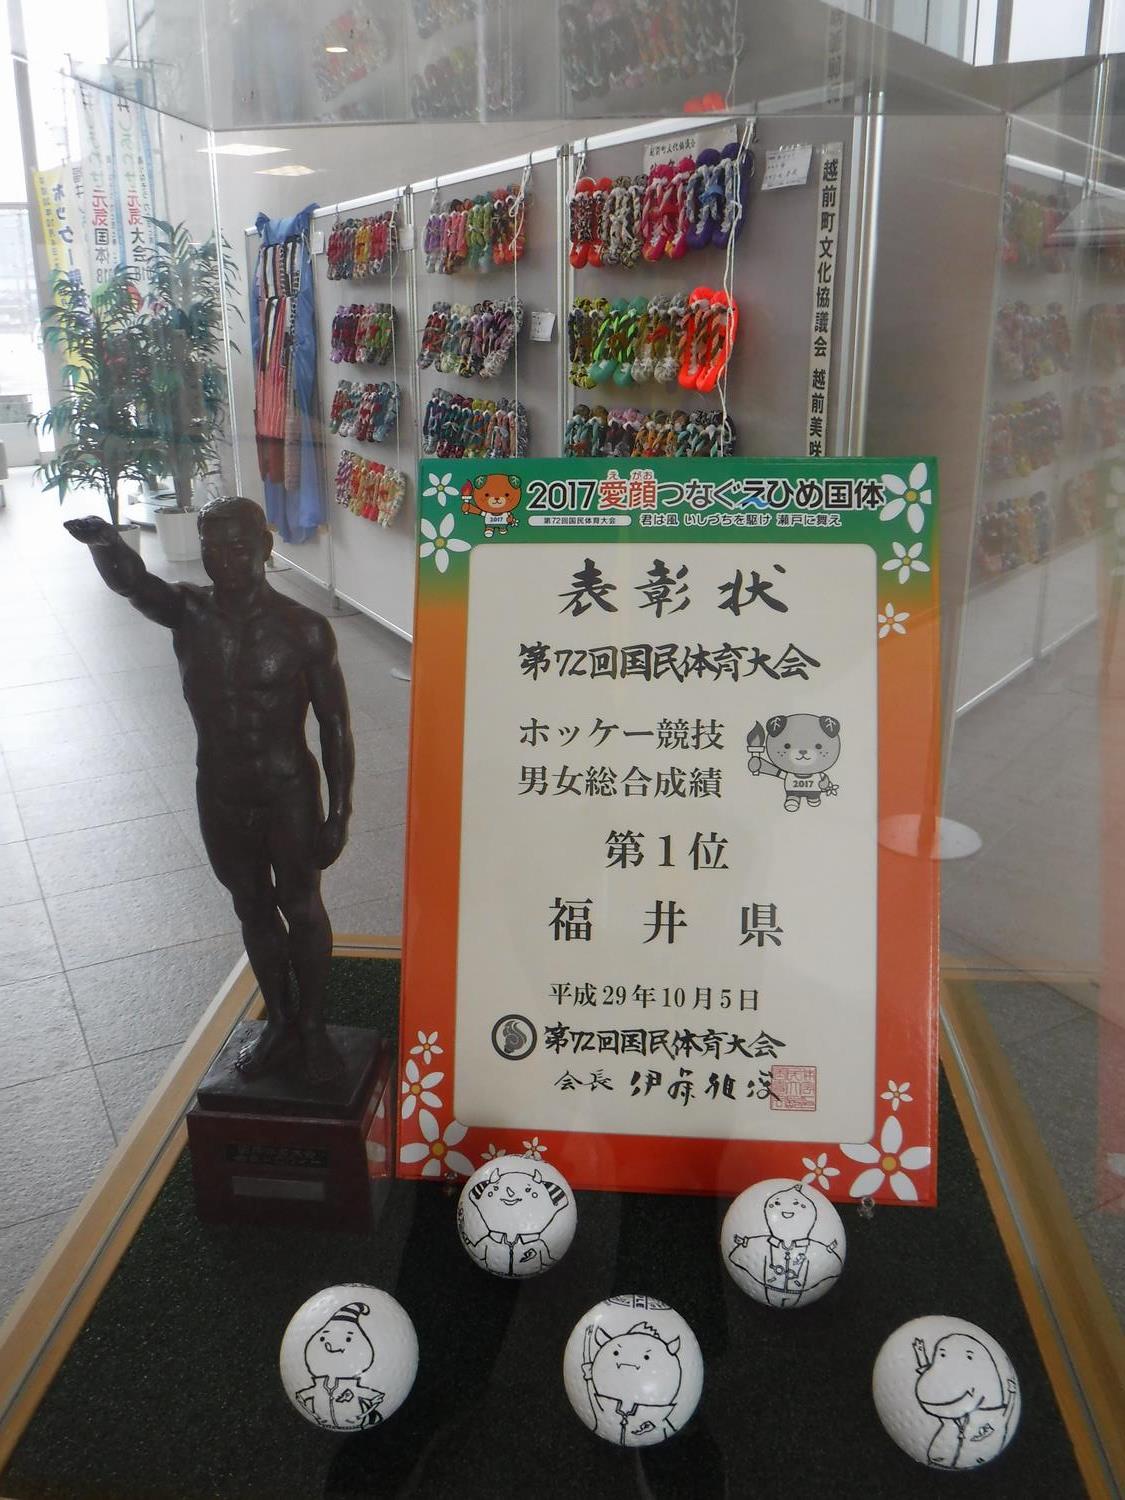 越前町文化協議会 越前美咲
2017愛顔つなぐえひめ国体
えがお
第72回国民体育大会 君は風 いしづちを駆け 瀬戸に舞え
表彰状
第72回国民体育大会
ホッケー競技
男女総合成績
2017
第1位
福井県
平成29年10月5日
第72回国民体育大会
会長 伊藤雅俊